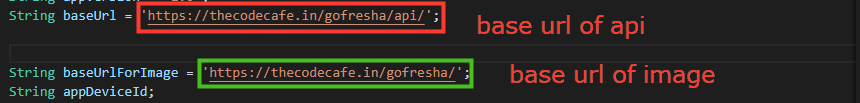 String baseUrl = 'https://thecodecafe.in/gofresha/api/';
base url of api
String baseUrlForImage = 'https://thecodecafe.in/gofresha/';
base url of image
String appDeviceId;